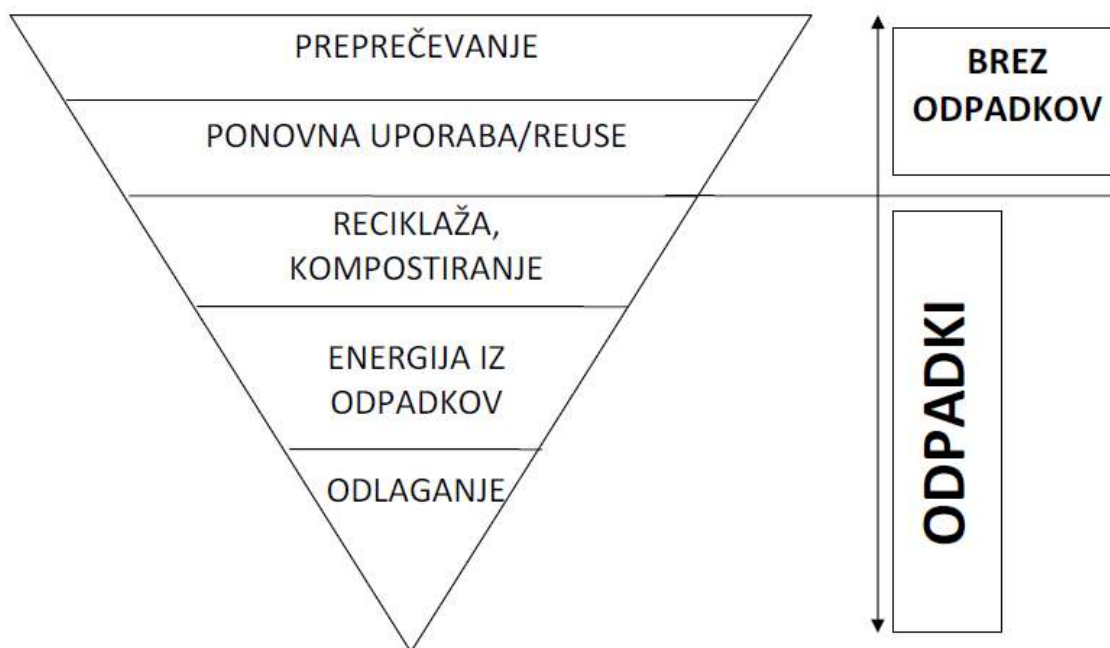 PREPREČEVANJE
PONOVNA UPORABA/REUSE
RECIKLAŽA,
KOMPOSTIRANJE
ENERGIJA IZ
ODPADKOV
ODLAGANJE
BREZ
ODPADKOV
ODPADKI